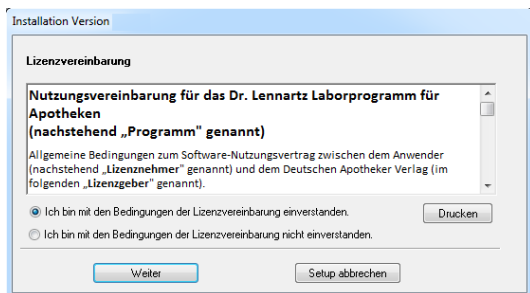 Installation Version
Lizenzvereinbarung
Nutzungsvereinbarung für das Dr. Lennartz Laborprogramm für
Apotheken
(nachstehend „Programm" genannt)
Allgemeine Bedingungen zum Software-Nutzungsvertrag zwischen dem Anwender
(nachstehend „Lizenznehmer" genannt) und dem Deutschen Apotheker Verlag (im
folgenden „Lizenzgeber" genannt).
Ich bin mit den Bedingungen der Lizenzvereinbarung einverstanden.
Drucken
Ich bin mit den Bedingungen der Lizenzvereinbarung nicht einverstanden.
Weiter
Setup abbrechen